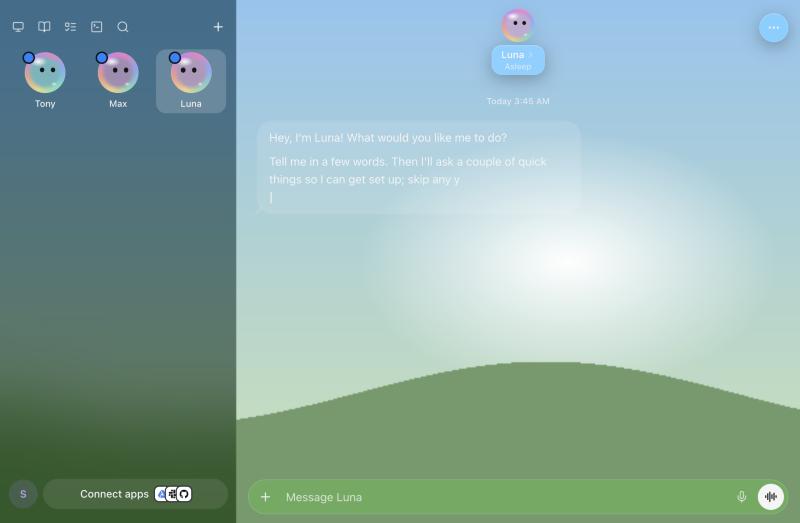 Tony
Max
Luna
Luna
Asleep
Today 3:45 AM
Hey, I'm Luna! What would you like me to do?
Tell me in a few words. Then I'll ask a couple of quick
things so I can get set up; skip any y
S
Connect apps
Message Luna